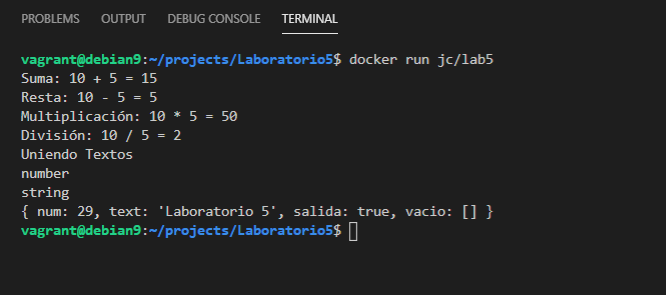 PROBLEMS OUTPUT DEBUG CONSOLE TERMINAL
vagrant@debian9:~/projects/Laboratorio5$ docker run jc/lab5
Suma: 10 + 5 = 15
Resta: 10 - 5 = 5
Multiplicación: 10 * 5 = 50
División: 10 / 5 = 2
Uniendo Textos
number
string
{ num: 29, text: 'Laboratorio 5', salida: true, vacio: [] }
vagrant@debian9:~/projects/Laboratorio5$